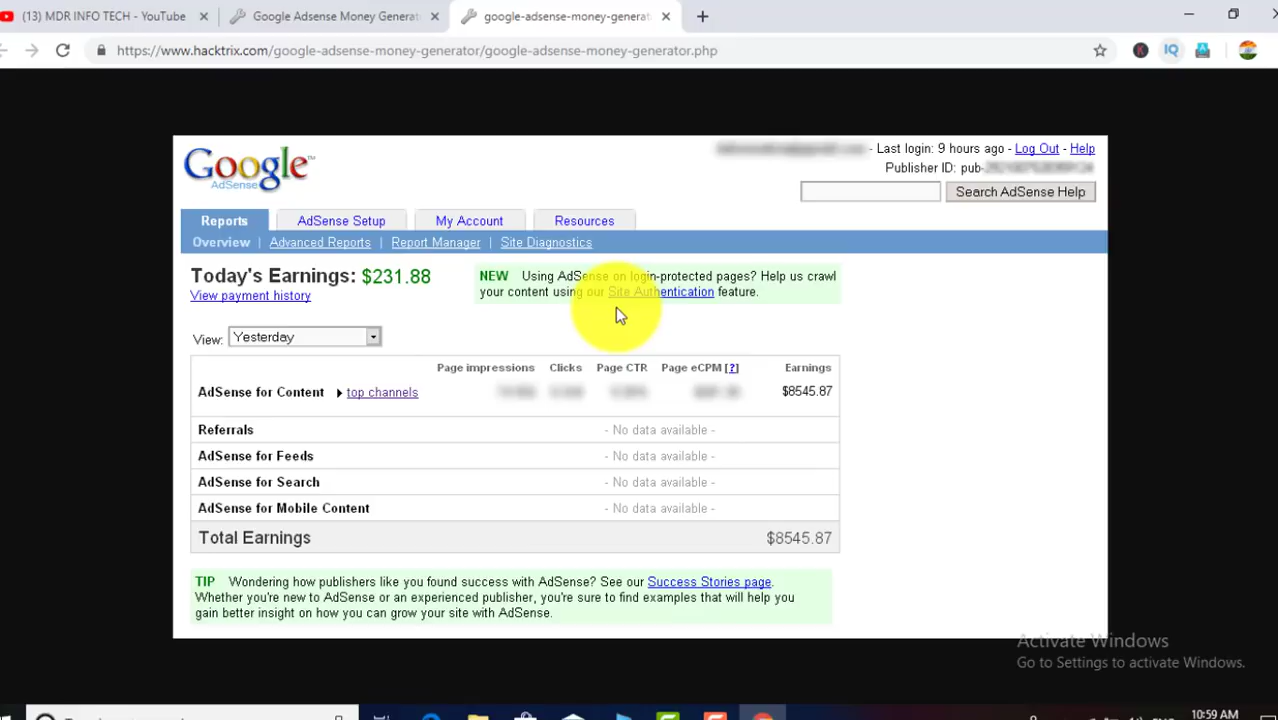 (13) MDR INFO TECH - YouTube
Google Adsense Money Generat
google-adsense-money-generat
https://www.hacktrix.com/google-adsense-money-generator/google-adsense-money-generator.php
K
IQ
Google
AdSense
TM
- Last login: 9 hours ago - Log Out - Help
Publisher ID: pub-
Search AdSense Help
Reports
AdSense Setup
My Account
Resources
Overview | Advanced Reports | Report Manager | Site Diagnostics
Today's Earnings: $231.88
View payment history
NEW Using AdSense on login-protected pages? Help us crawl
your content using our Site Authentication feature.
View: Yesterday
Page impressions Clicks Page CTR Page eCPM [?] Earnings
AdSense for Content top channels $8545.87
Referrals - No data available -
AdSense for Feeds - No data available -
AdSense for Search - No data available -
AdSense for Mobile Content - No data available -
Total Earnings $8545.87
TIP Wondering how publishers like you found success with AdSense? See our Success Stories page.
Whether you're new to AdSense or an experienced publisher, you're sure to find examples that will help you
gain better insight on how you can grow your site with AdSense.
Activate Windows
Go to Settings to activate Windows.
10:59 AM